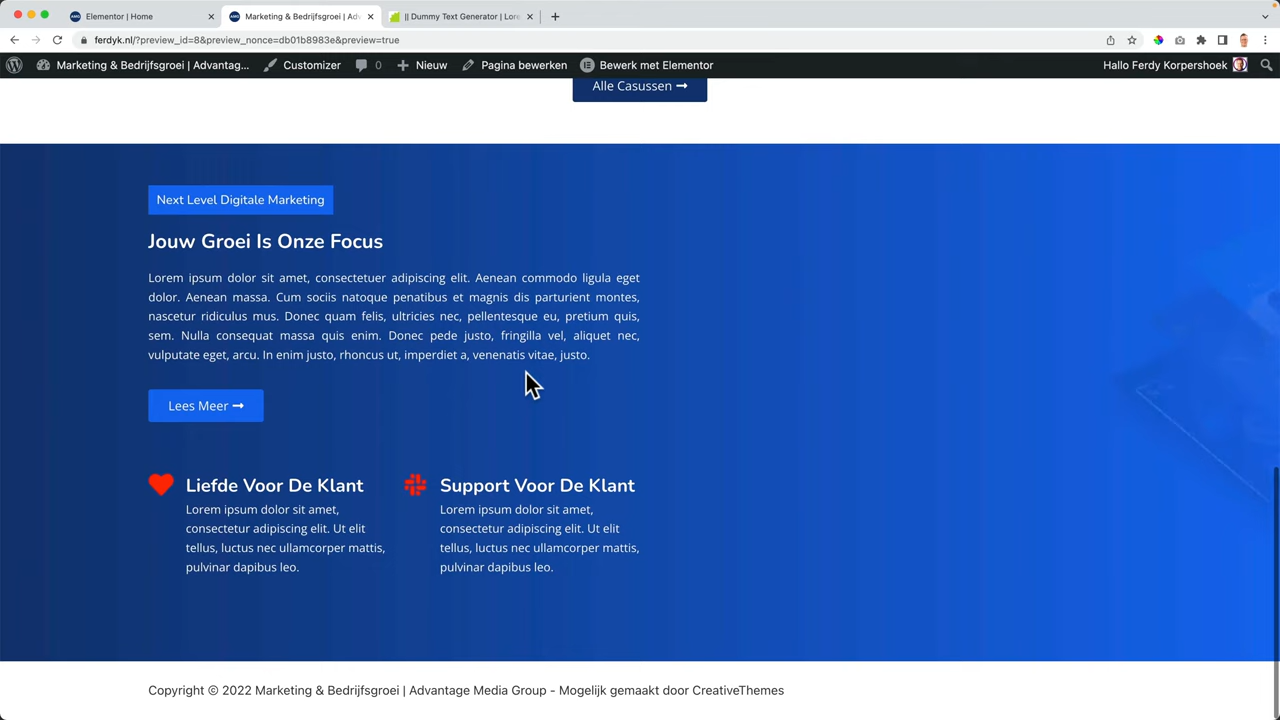 Elementor | Home
Marketing & Bedrijfsgroei | Adv
|| Dummy Text Generator | Lore
ferdyk.nl/?preview_id=8&preview_nonce=db01b8983e&preview=true
Marketing & Bedrijfsgroei | Advantag...
Customizer
0
Nieuw
Pagina bewerken
Bewerk met Elementor
Hallo Ferdy Korpershoek
Alle Casussen
Next Level Digitale Marketing
Jouw Groei Is Onze Focus
Lorem ipsum dolor sit amet, consectetuer adipiscing elit. Aenean commodo ligula eget
dolor. Aenean massa. Cum sociis natoque penatibus et magnis dis parturient montes,
nascetur ridiculus mus. Donec quam felis, ultricies nec, pellentesque eu, pretium quis,
sem. Nulla consequat massa quis enim. Donec pede justo, fringilla vel, aliquet nec,
vulputate eget, arcu. In enim justo, rhoncus ut, imperdiet a, venenatis vitae, justo.
Lees Meer
Liefde Voor De Klant
Lorem ipsum dolor sit amet,
consectetur adipiscing elit. Ut elit
tellus, luctus nec ullamcorper mattis,
pulvinar dapibus leo.
Support Voor De Klant
Lorem ipsum dolor sit amet,
consectetur adipiscing elit. Ut elit
tellus, luctus nec ullamcorper mattis,
pulvinar dapibus leo.
Copyright © 2022 Marketing & Bedrijfsgroei | Advantage Media Group - Mogelijk gemaakt door CreativeThemes